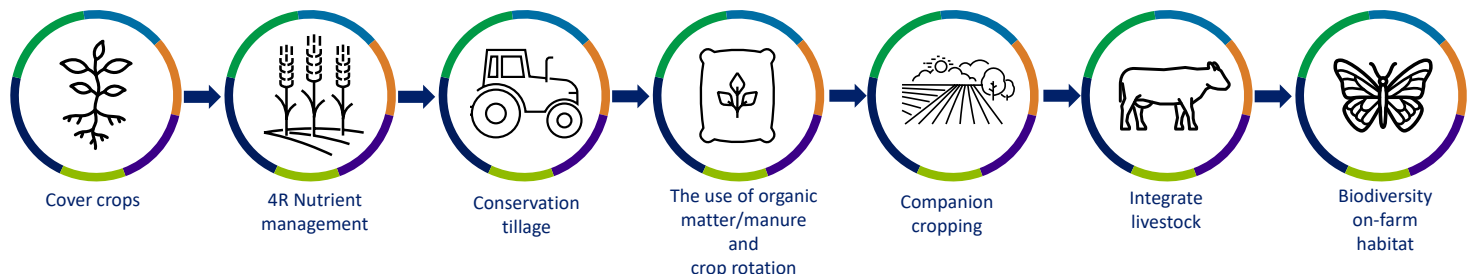 Cover crops
4R Nutrient
management
Conservation
tillage
The use of organic
matter/manure
and
crop rotation
Companion
cropping
Integrate
livestock
Biodiversity
on-farm
habitat